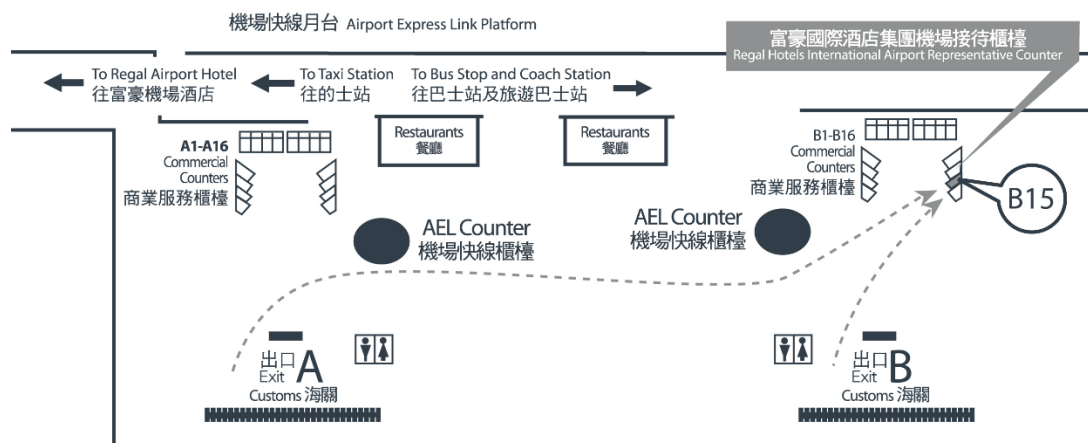 機場快線月台 Airport Express Link Platform
富豪國際酒店集團機場接待櫃檯
Regal Hotels International Airport Representative Counter
To Regal Airport Hotel
往富豪機場酒店
To Taxi Station
往的士站
To Bus Stop and Coach Station
往巴士站及旅遊巴士站
A1-A16
Commercial
Counters
商業服務櫃檯
Restaurants
餐廳
Restaurants
餐廳
B1-B16
Commercial
Counters
商業服務櫃檯
B15
AEL Counter
機場快線櫃檯
AEL Counter
機場快線櫃檯
出口
Exit A
Customs 海關
出口
Exit B
Customs 海關